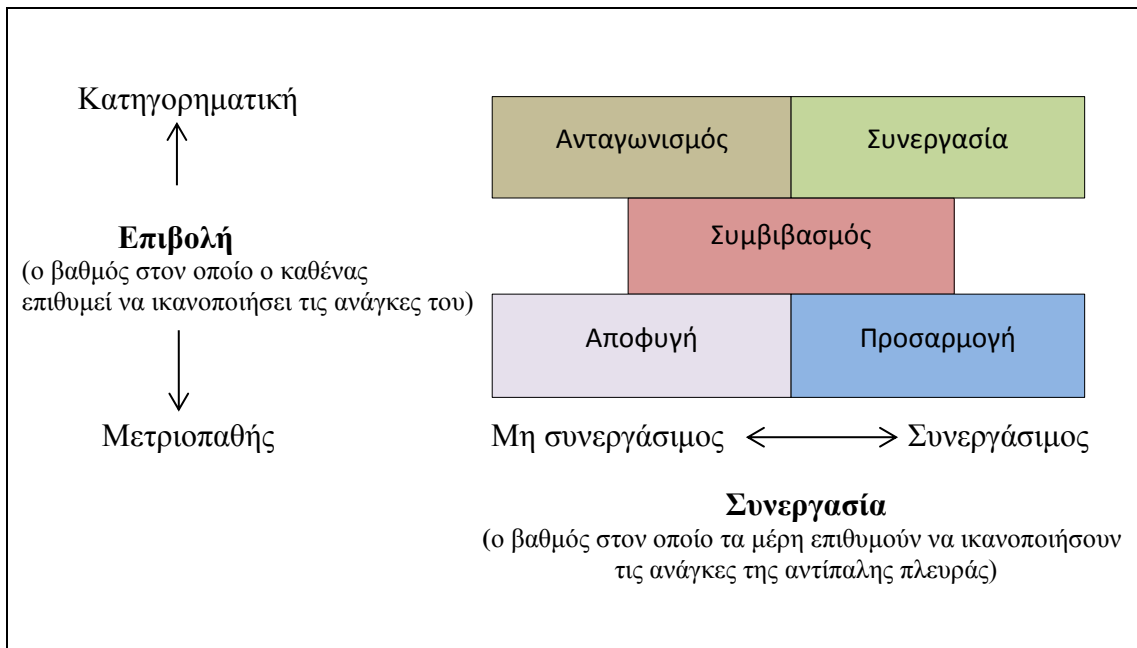 Κατηγορηματική
Ανταγωνισμός
Συνεργασία
Επιβολή
(ο βαθμός στον οποίο ο καθένας
επιθυμεί να ικανοποιήσει τις ανάγκες του)
Συμβιβασμός
Αποφυγή
Προσαρμογή
Μετριοπαθής
Μη συνεργάσιμος
Συνεργάσιμος
Συνεργασία
(ο βαθμός στον οποίο τα μέρη επιθυμούν να ικανοποιήσουν
τις ανάγκες της αντίπαλης πλευράς)